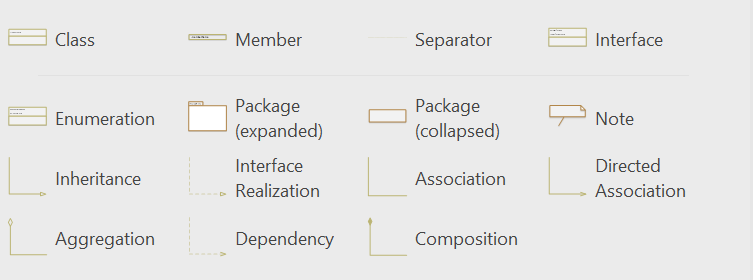 Class
Member
Separator
Interface
Enumeration
Package
(expanded)
Package
(collapsed)
Note
Inheritance
Interface
Realization
Association
Directed
Association
Aggregation
Dependency
Composition